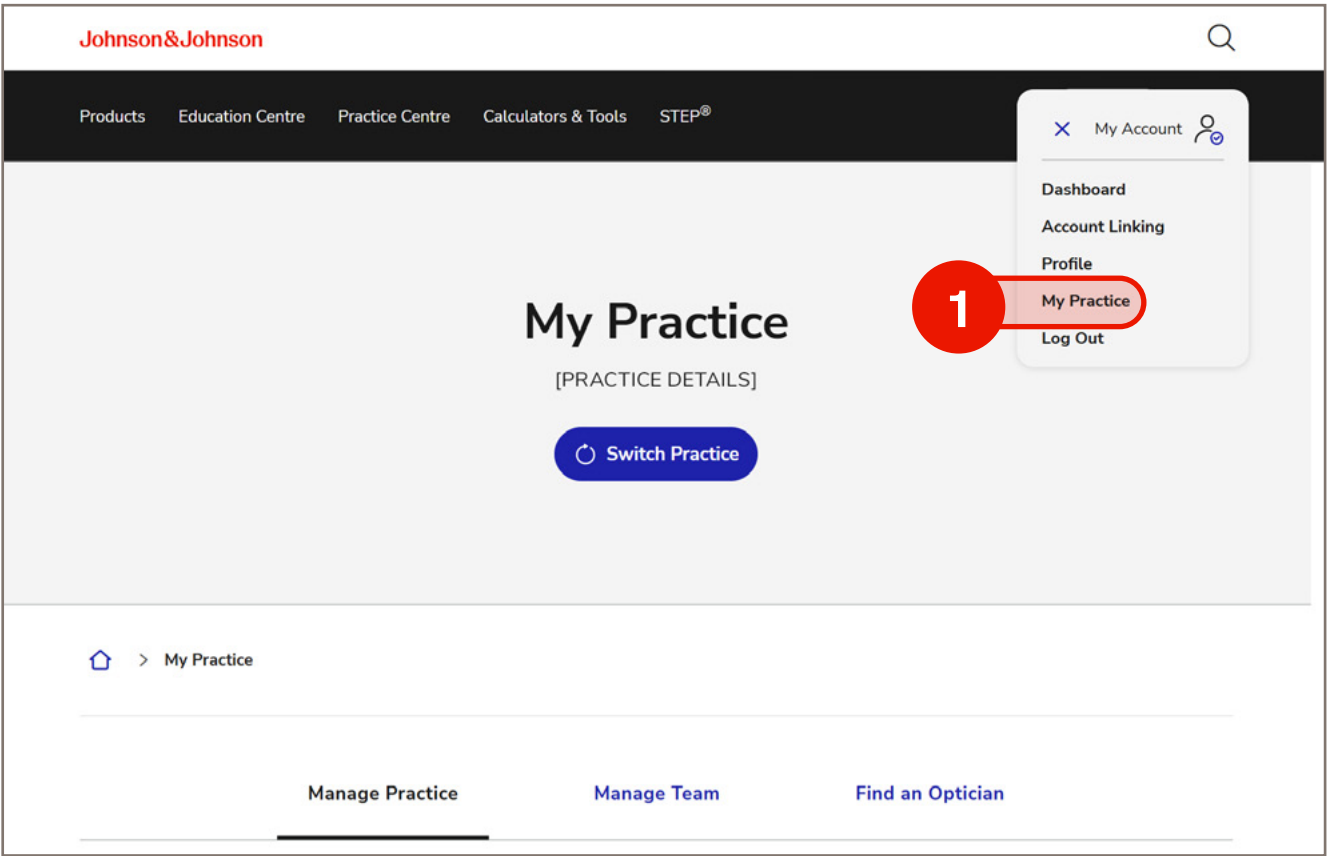 Johnson&Johnson
Products Education Centre Practice Centre Calculators & Tools STEP®
My Account
Dashboard
Account Linking
Profile
1 My Practice
Log Out
My Practice
[PRACTICE DETAILS]
Switch Practice
> My Practice
Manage Practice Manage Team Find an Optician